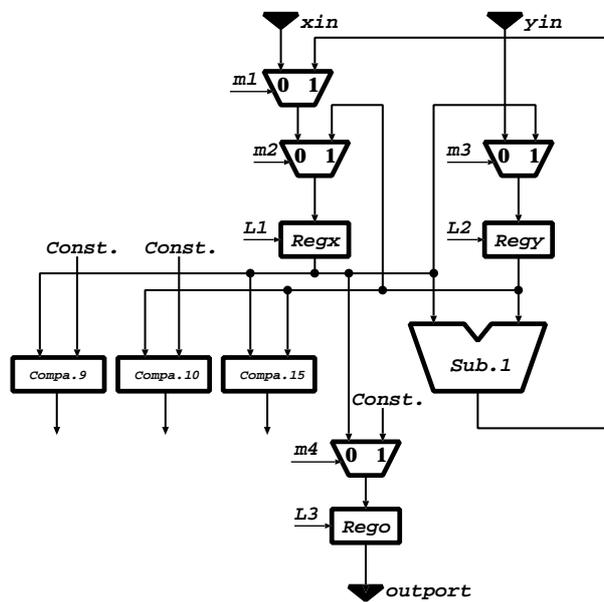 xin yin
m1 0 1
m2 0 1 m3 0 1
L1 Regx L2 Regy
Const. Const.
Compa.9 Compa.10 Compa.15 Sub.1
Const.
m4 0 1
L3 Rego
outport